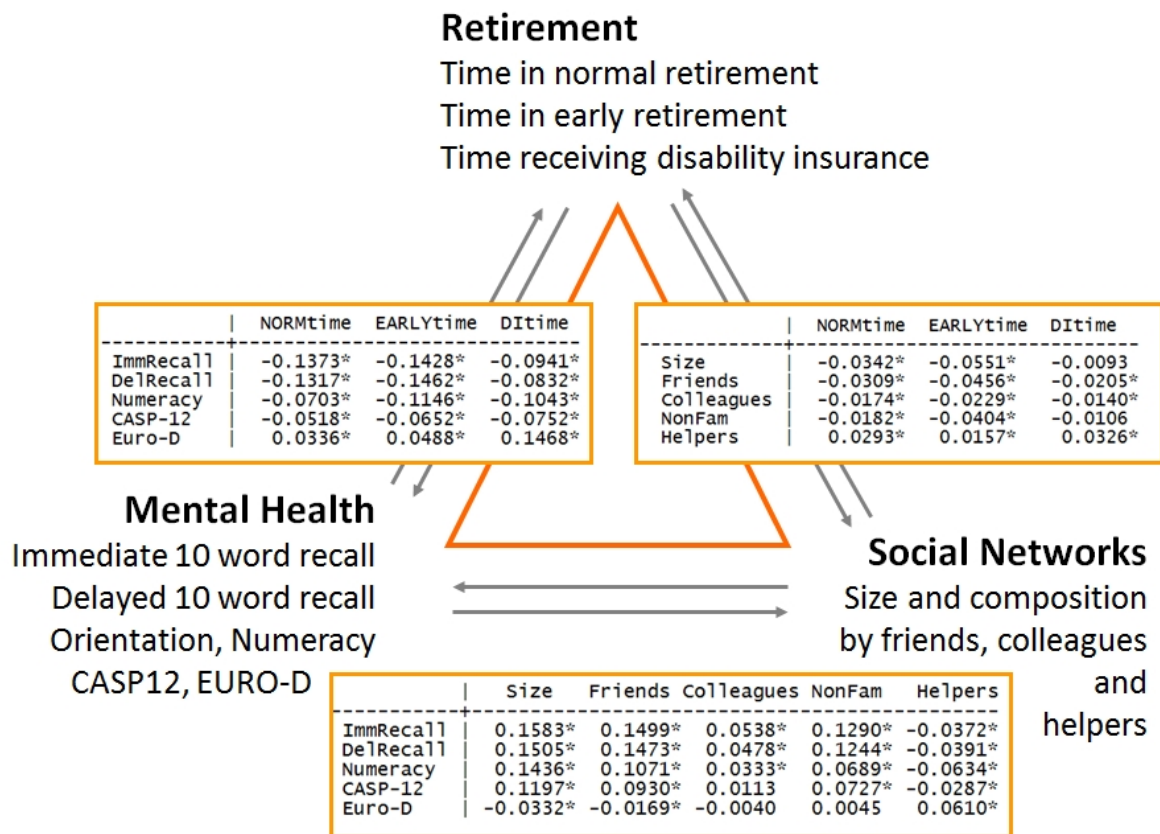 Retirement
Time in normal retirement
Time in early retirement
Time receiving disability insurance
| NORMtime EARLYtime DItime
-------------+---------------------------
ImmRecall | -0.1373* -0.1428* -0.0941*
DelRecall | -0.1317* -0.1462* -0.0832*
Numeracy | -0.0703* -0.1146* -0.1043*
CASP-12 | -0.0518* -0.0652* -0.0752*
Euro-D | 0.0336* 0.0488* 0.1468*
| NORMtime EARLYtime DItime
-------------+---------------------------
Size | -0.0342* -0.0551* -0.0093
Friends | -0.0309* -0.0456* -0.0205*
Colleagues | -0.0174* -0.0229* -0.0140*
NonFam | -0.0182* -0.0404* -0.0106
Helpers | 0.0293* 0.0157* 0.0326*
Mental Health
Immediate 10 word recall
Delayed 10 word recall
Orientation, Numeracy
CASP12, EURO-D
Social Networks
Size and composition
by friends, colleagues
and
helpers
| Size Friends Colleagues NonFam Helpers
-------------+---------------------------------------------
ImmRecall | 0.1583* 0.1499* 0.0538* 0.1290* -0.0372*
DelRecall | 0.1505* 0.1473* 0.0478* 0.1244* -0.0391*
Numeracy | 0.1436* 0.1071* 0.0333* 0.0689* -0.0634*
CASP-12 | 0.1197* 0.0930* 0.0113 0.0727* -0.0287*
Euro-D | -0.0332* -0.0169* -0.0040 0.0045 0.0610*